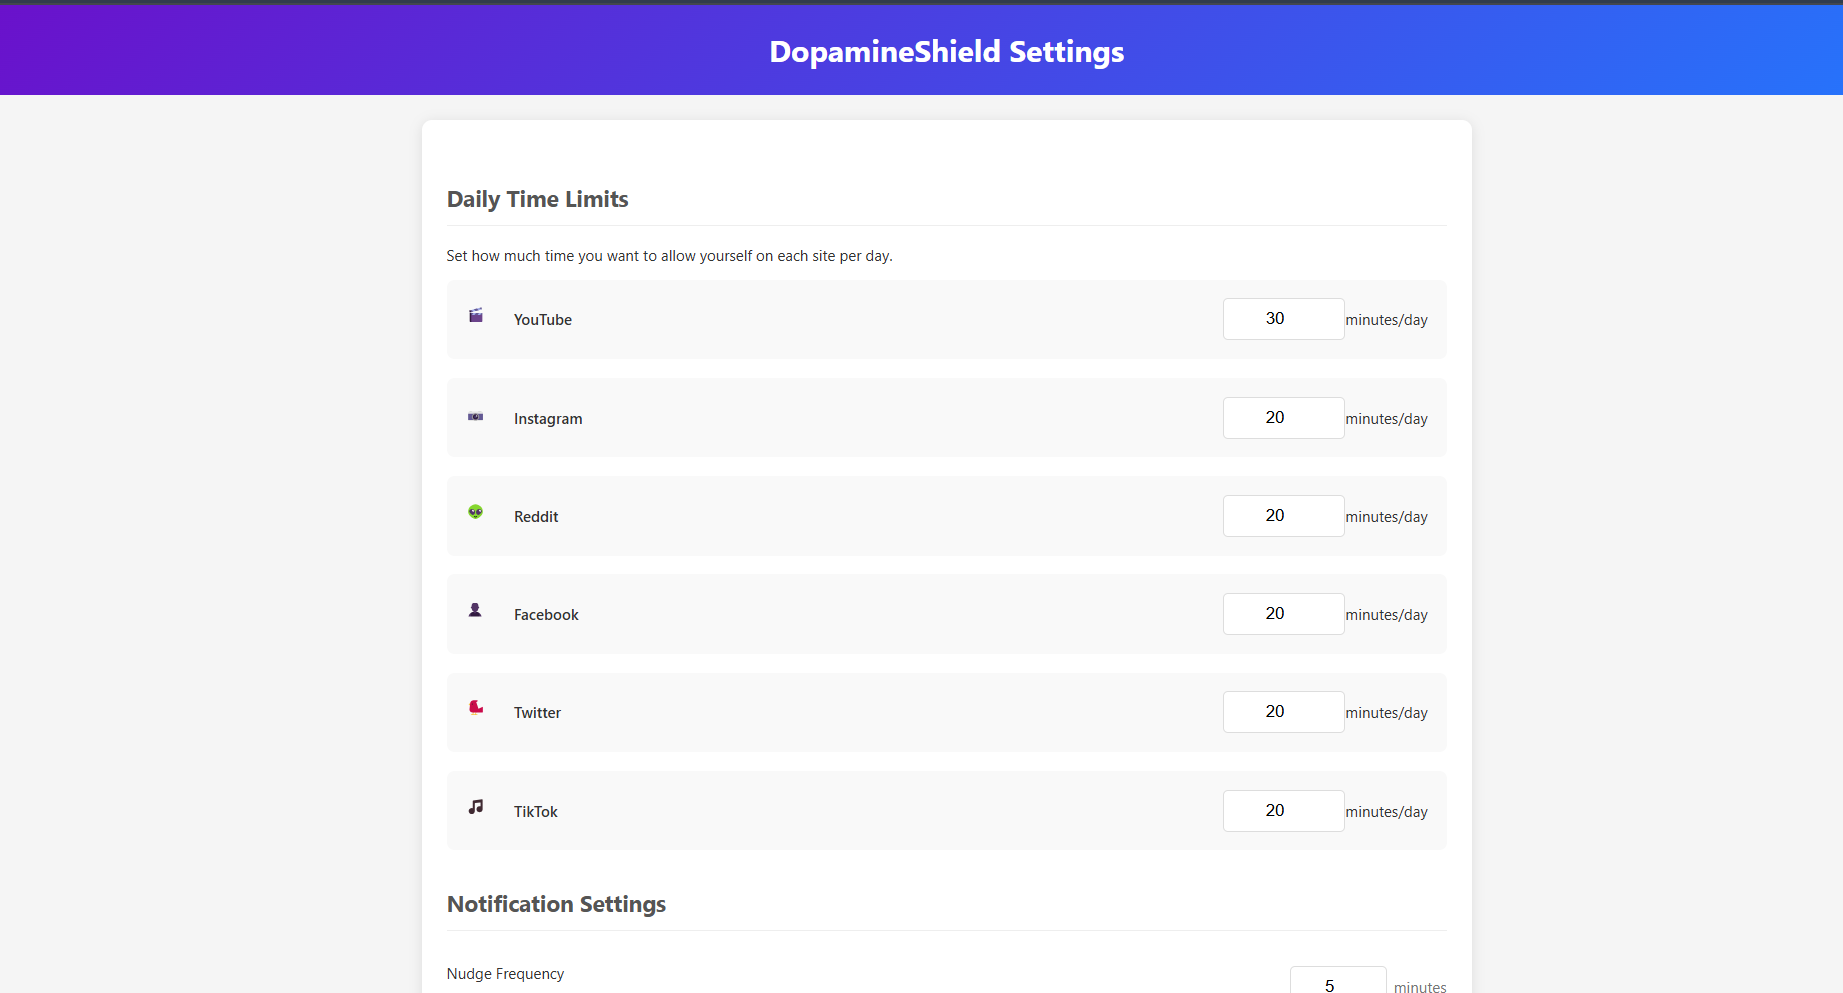 DopamineShield Settings
Daily Time Limits
Set how much time you want to allow yourself on each site per day.
YouTube 30 minutes/day
Instagram 20 minutes/day
Reddit 20 minutes/day
Facebook 20 minutes/day
Twitter 20 minutes/day
TikTok 20 minutes/day
Notification Settings
Nudge Frequency 5 minutes